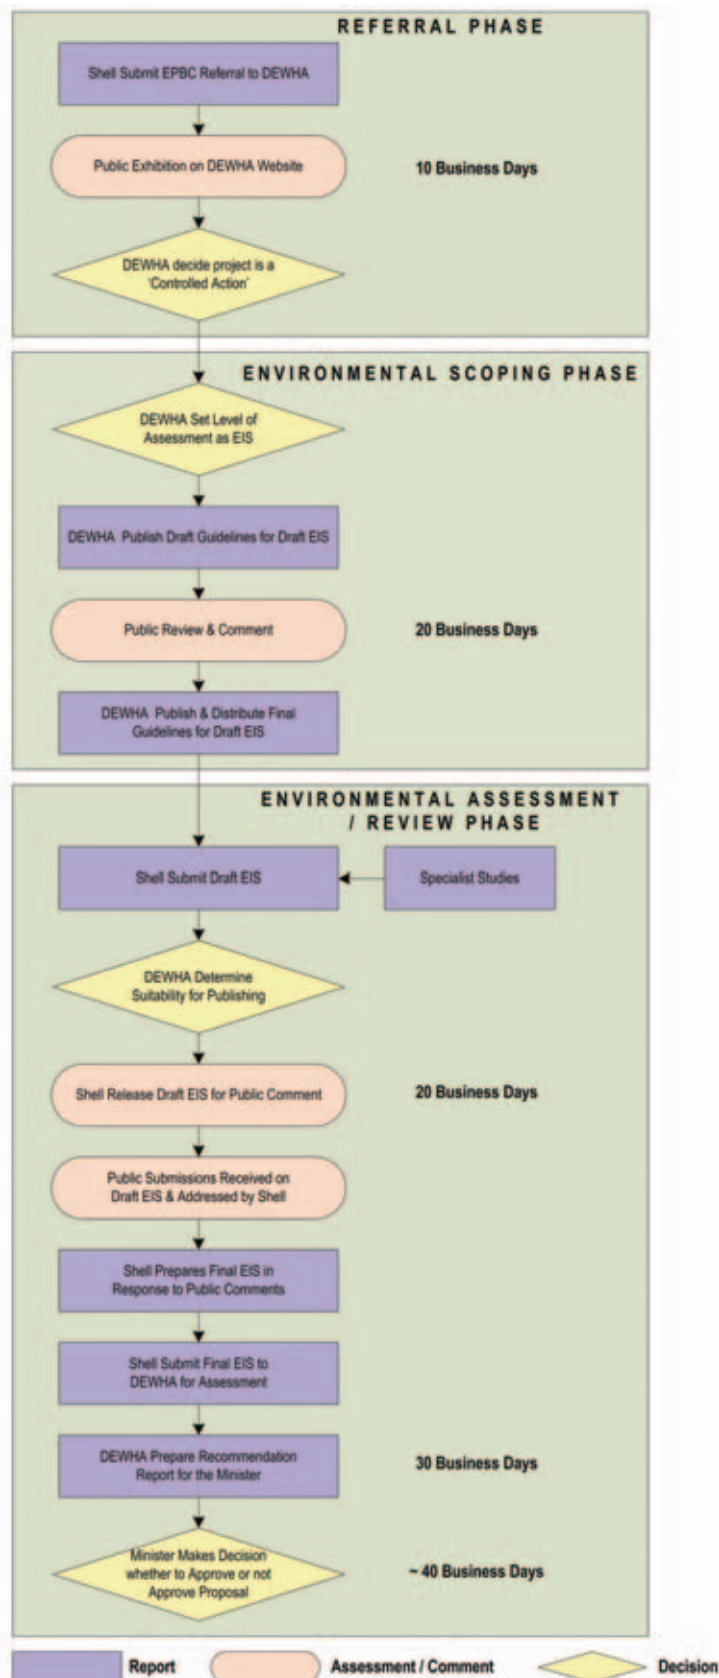 REFERRAL PHASE
Shell Submit EPBC Referral to DEWHA
Public Exhibition on DEWHA Website
10 Business Days
DEWHA decide project is a
'Controlled Action'
ENVIRONMENTAL SCOPING PHASE
DEWHA Set Level of
Assessment as EIS
DEWHA Publish Draft Guidelines for Draft EIS
Public Review & Comment
20 Business Days
DEWHA Publish & Distribute Final
Guidelines for Draft EIS
ENVIRONMENTAL ASSESSMENT
/ REVIEW PHASE
Shell Submit Draft EIS
Specialist Studies
DEWHA Determine
Suitability for Publishing
Shell Release Draft EIS for Public Comment
20 Business Days
Public Submissions Received on
Draft EIS & Addressed by Shell
Shell Prepares Final EIS in
Response to Public Comments
Shell Submit Final EIS to
DEWHA for Assessment
DEWHA Prepare Recommendation
Report for the Minister
30 Business Days
Minister Makes Decision
whether to Approve or not
Approve Proposal
~ 40 Business Days
Report
Assessment / Comment
Decision